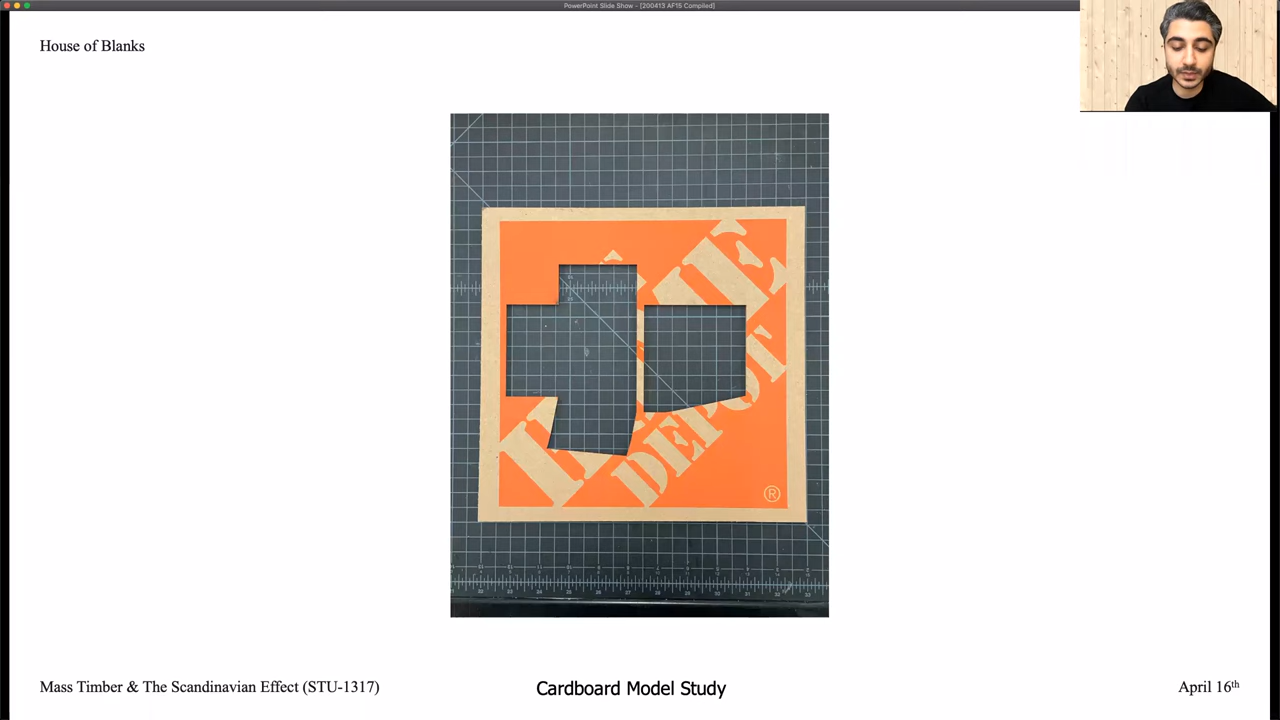 PowerPoint Slide Show - [200413 AF15 Compiled]
House of Blanks
HOME
DEPOT
®
Mass Timber & The Scandinavian Effect (STU-1317)
Cardboard Model Study
April 16th